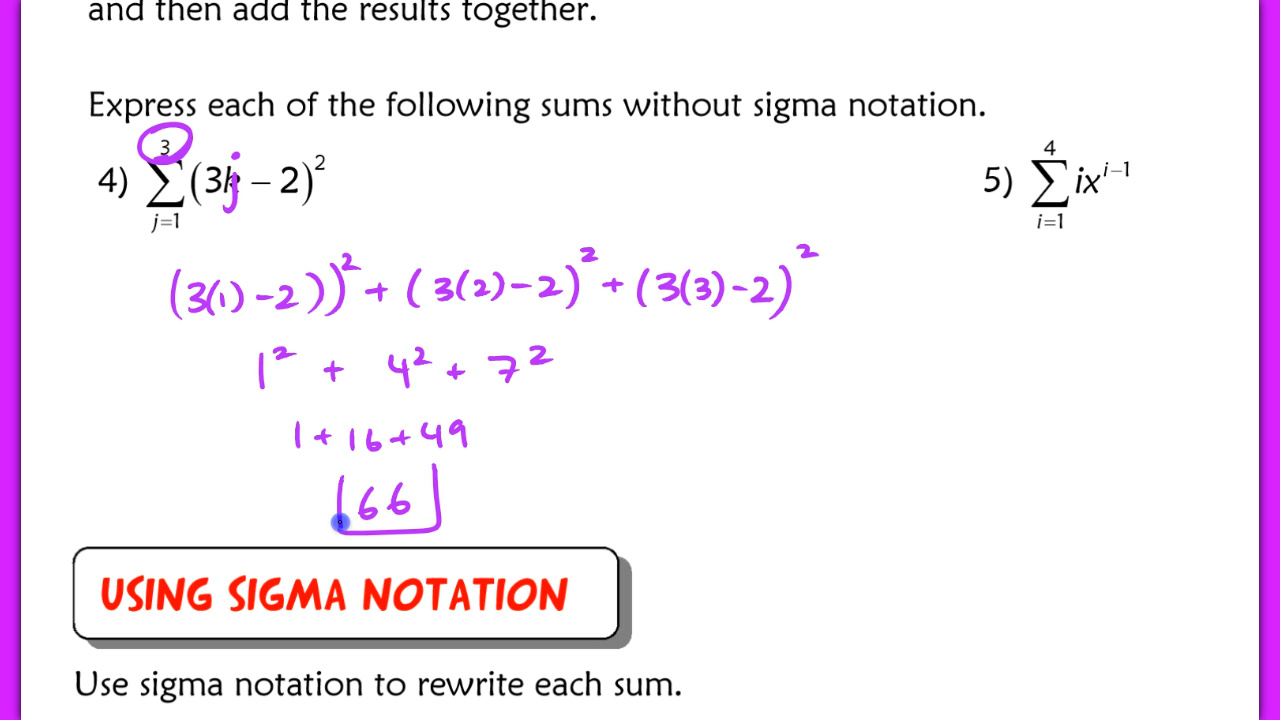 and then add the results together.
Express each of the following sums without sigma notation.
4) ∑_{j=1}^{3} (3j − 2)²
5) ∑_{i=1}^{4} ix^{i−1}
(3(1) − 2))² + (3(2) − 2)² + (3(3) − 2)²
1² + 4² + 7²
1 + 16 + 49
66
USING SIGMA NOTATION
Use sigma notation to rewrite each sum.